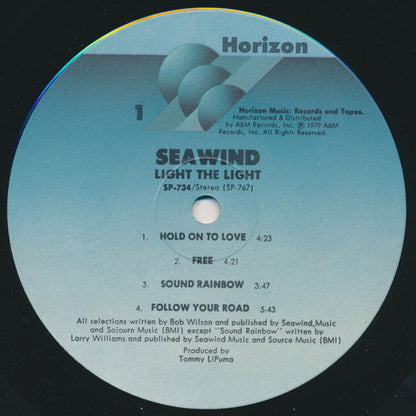 Horizon
1
Horizon Music: Records and Tapes.
Manufactured & Distributed
by A&M Records, Inc. ℗ 1979 A&M
Records, Inc. All Rights Reserved.
SEAWIND
LIGHT THE LIGHT
SP-734/Stereo (SP-767)
1. HOLD ON TO LOVE 4:23
2. FREE 4:21
3. SOUND RAINBOW 3:47
4. FOLLOW YOUR ROAD 5:43
All selections written by Bob Wilson and published by Seawind Music
and Sojourn Music (BMI) except "Sound Rainbow" written by
Larry Williams and published by Seawind Music and Source Music (BMI)
Produced by
Tommy LiPuma